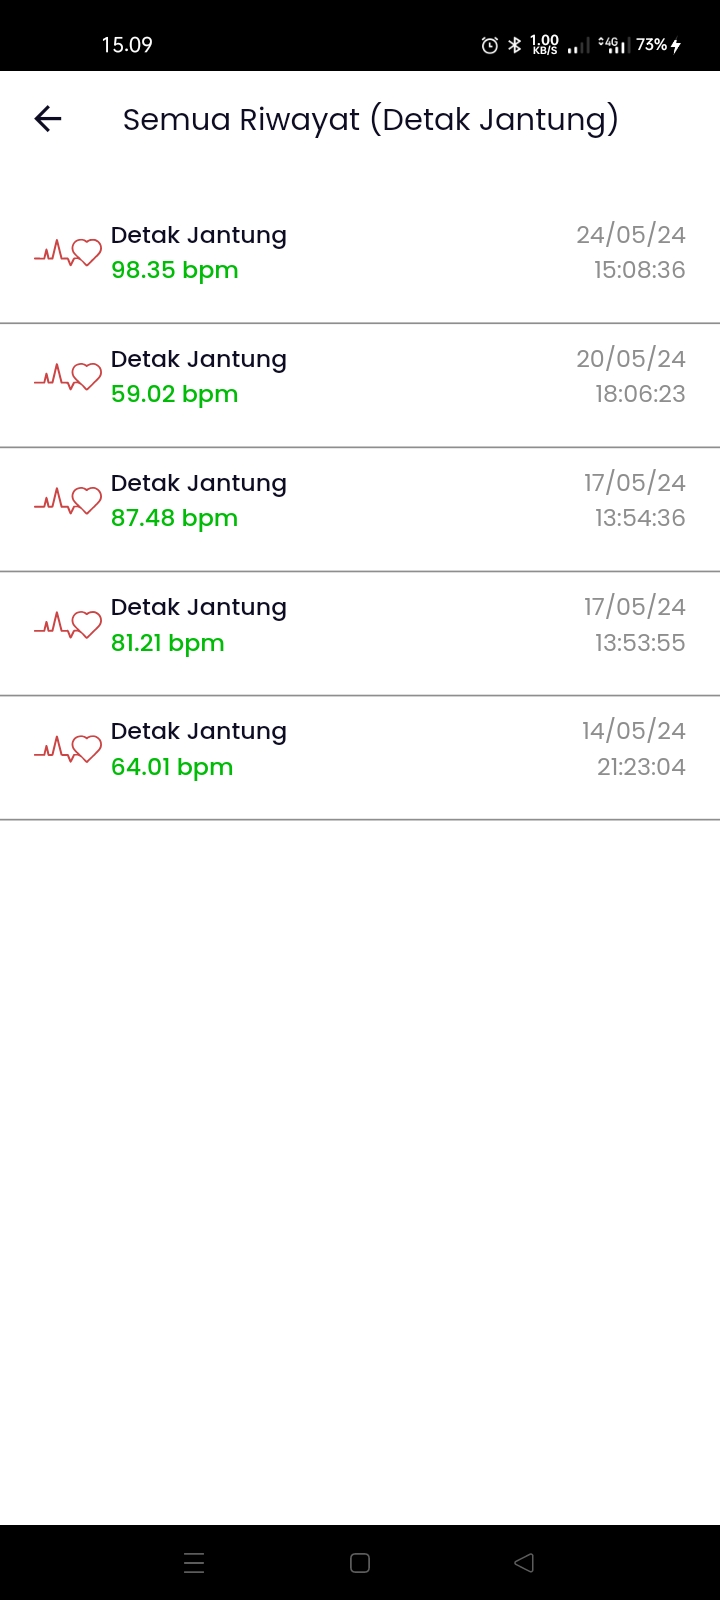 15.09
1.00
KB/S
4G
73%
Semua Riwayat (Detak Jantung)
Detak Jantung
24/05/24
98.35 bpm
15:08:36
Detak Jantung
20/05/24
59.02 bpm
18:06:23
Detak Jantung
17/05/24
87.48 bpm
13:54:36
Detak Jantung
17/05/24
81.21 bpm
13:53:55
Detak Jantung
14/05/24
64.01 bpm
21:23:04